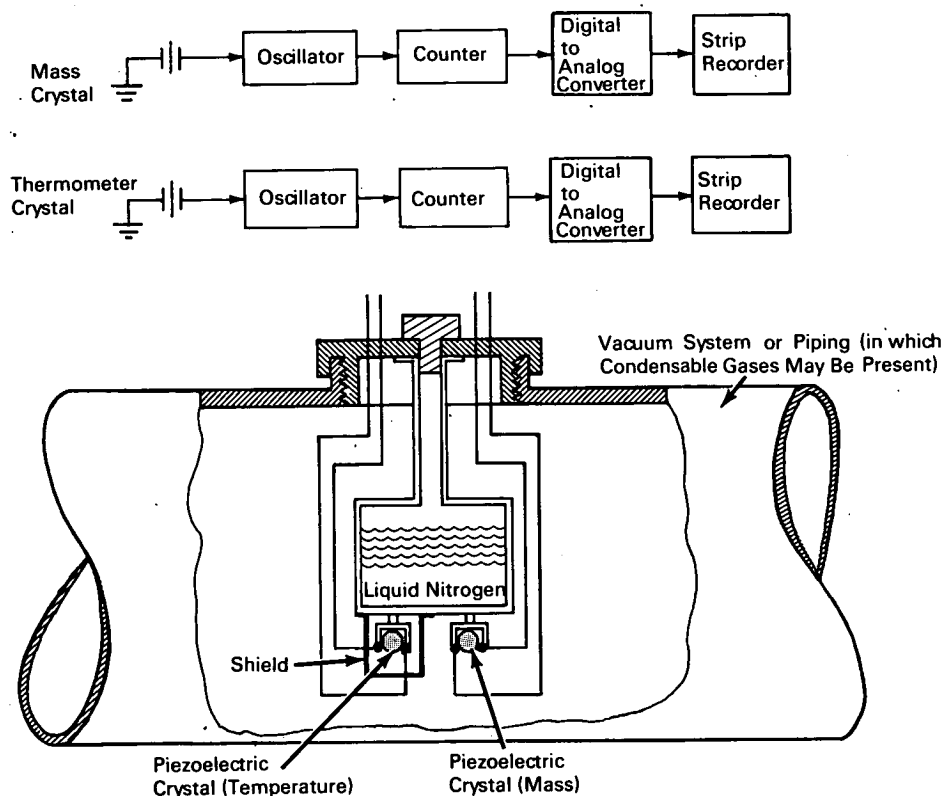 Mass
Crystal
Oscillator
Counter
Digital
to
Analog
Converter
Strip
Recorder
Thermometer
Crystal
Oscillator
Counter
Digital
to
Analog
Converter
Strip
Recorder
Vacuum System or Piping (in which
Condensable Gases May Be Present)
Liquid Nitrogen
Shield
Piezoelectric
Crystal (Temperature)
Piezoelectric
Crystal (Mass)